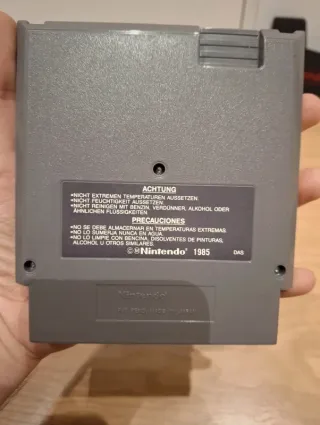 ACHTUNG
•NICHT EXTREMEN TEMPERATUREN AUSSETZEN.
•NICHT FEUCHTIGKEIT AUSSETZEN.
•NICHT REINIGEN MIT BENZIN, VERDÜNNER, ALKOHOL ODER
ÄHNLICHEN FLÜSSIGKEITEN
PRECAUCIONES
•NO SE DEBE ALMACERNAR EN TEMPERATURAS EXTREMAS.
•NO LO SUMERJA NUNCA EN AGUA.
•NO LO LIMPIE CON BENCINA, DISOLVENTES DE PINTURAS,
ALCOHOL U OTROS SIMILARES.
©Nintendo® 1985 DAS